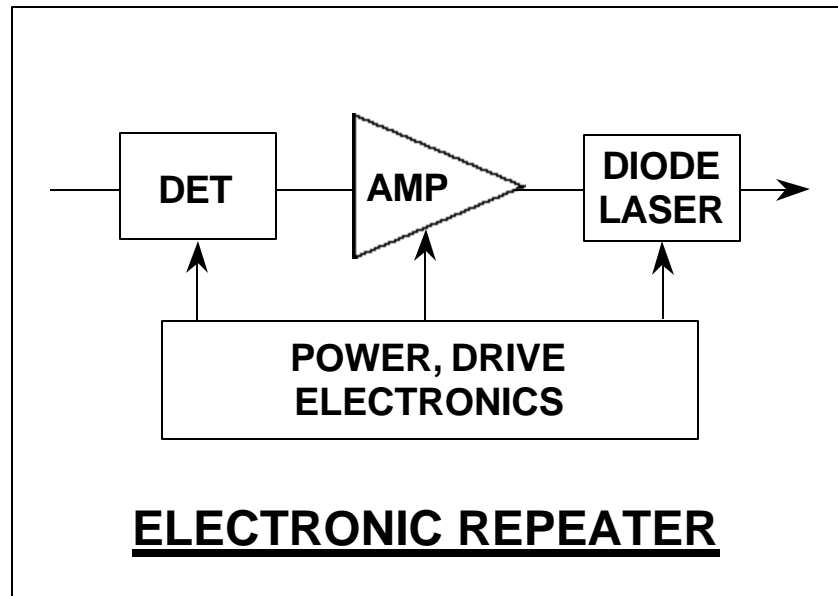 DET
AMP
DIODE
LASER
POWER, DRIVE
ELECTRONICS
ELECTRONIC REPEATER